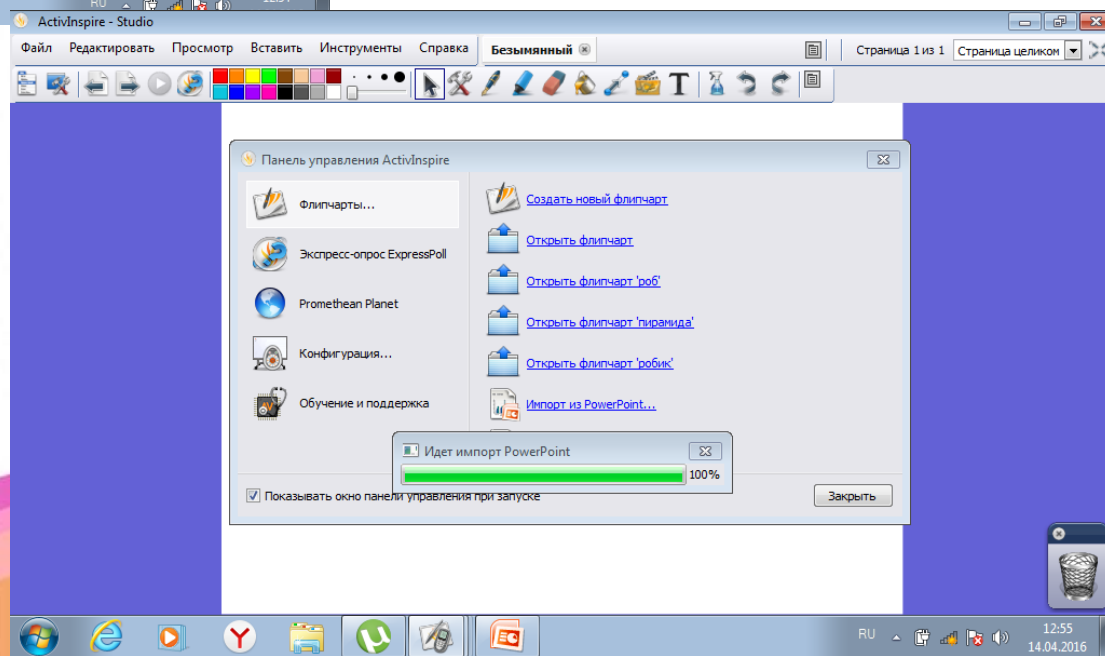 RU
ActivInspire - Studio
Файл Редактировать Просмотр Вставить Инструменты Справка Безымянный Страница 1 из 1 Страница целиком
T
Панель управления ActivInspire
Флипчарты...
Экспресс-опрос ExpressPoll
Promethean Planet
Конфигурация...
Обучение и поддержка
Создать новый флипчарт
Открыть флипчарт
Открыть флипчарт 'роб'
Открыть флипчарт 'пирамида'
Открыть флипчарт 'робик'
Импорт из PowerPoint...
Идет импорт PowerPoint
100%
Показывать окно панели управления при запуске
Закрыть
RU 12:55
14.04.2016